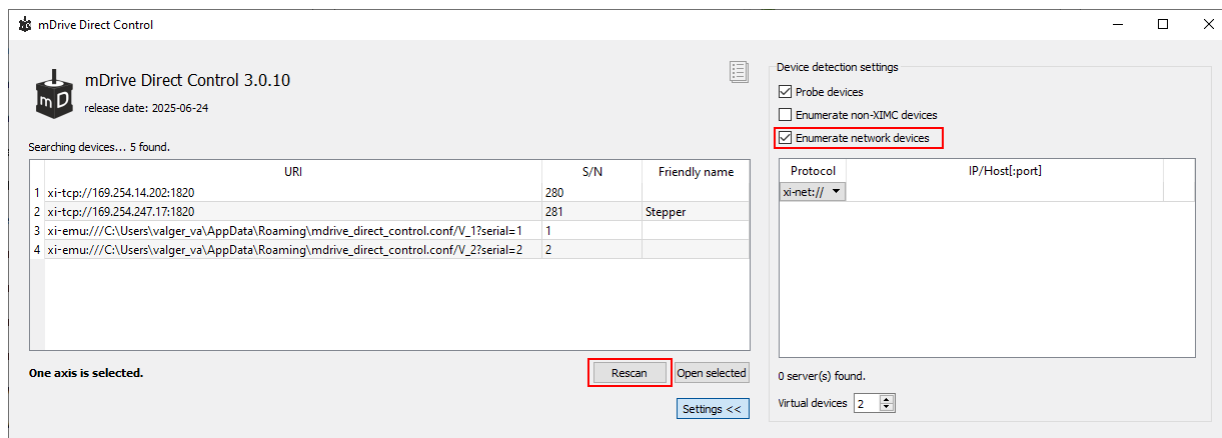 mDrive Direct Control
mDrive Direct Control 3.0.10
release date: 2025-06-24
mD
Searching devices... 5 found.
URI S/N Friendly name
1 xi-tcp://169.254.14.202:1820 280
2 xi-tcp://169.254.247.17:1820 281 Stepper
3 xi-emu:///C:\Users\valger_va\AppData\Roaming\mdrive_direct_control.conf/V_1?serial=1 1
4 xi-emu:///C:\Users\valger_va\AppData\Roaming\mdrive_direct_control.conf/V_2?serial=2 2
One axis is selected.
Rescan Open selected
Settings <<
Device detection settings
Probe devices
Enumerate non-XIMC devices
Enumerate network devices
Protocol IP/Host[:port]
xi-net://
0 server(s) found.
Virtual devices 2